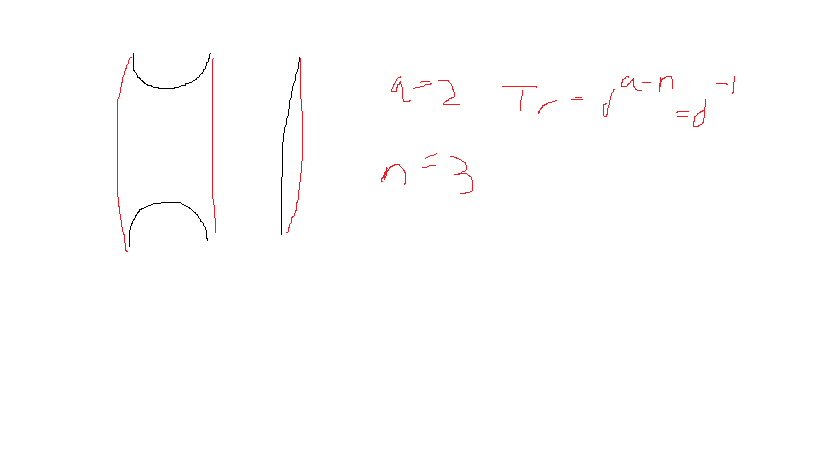 a=2 Tr = d^{a-n} = d^{-1}
n=3